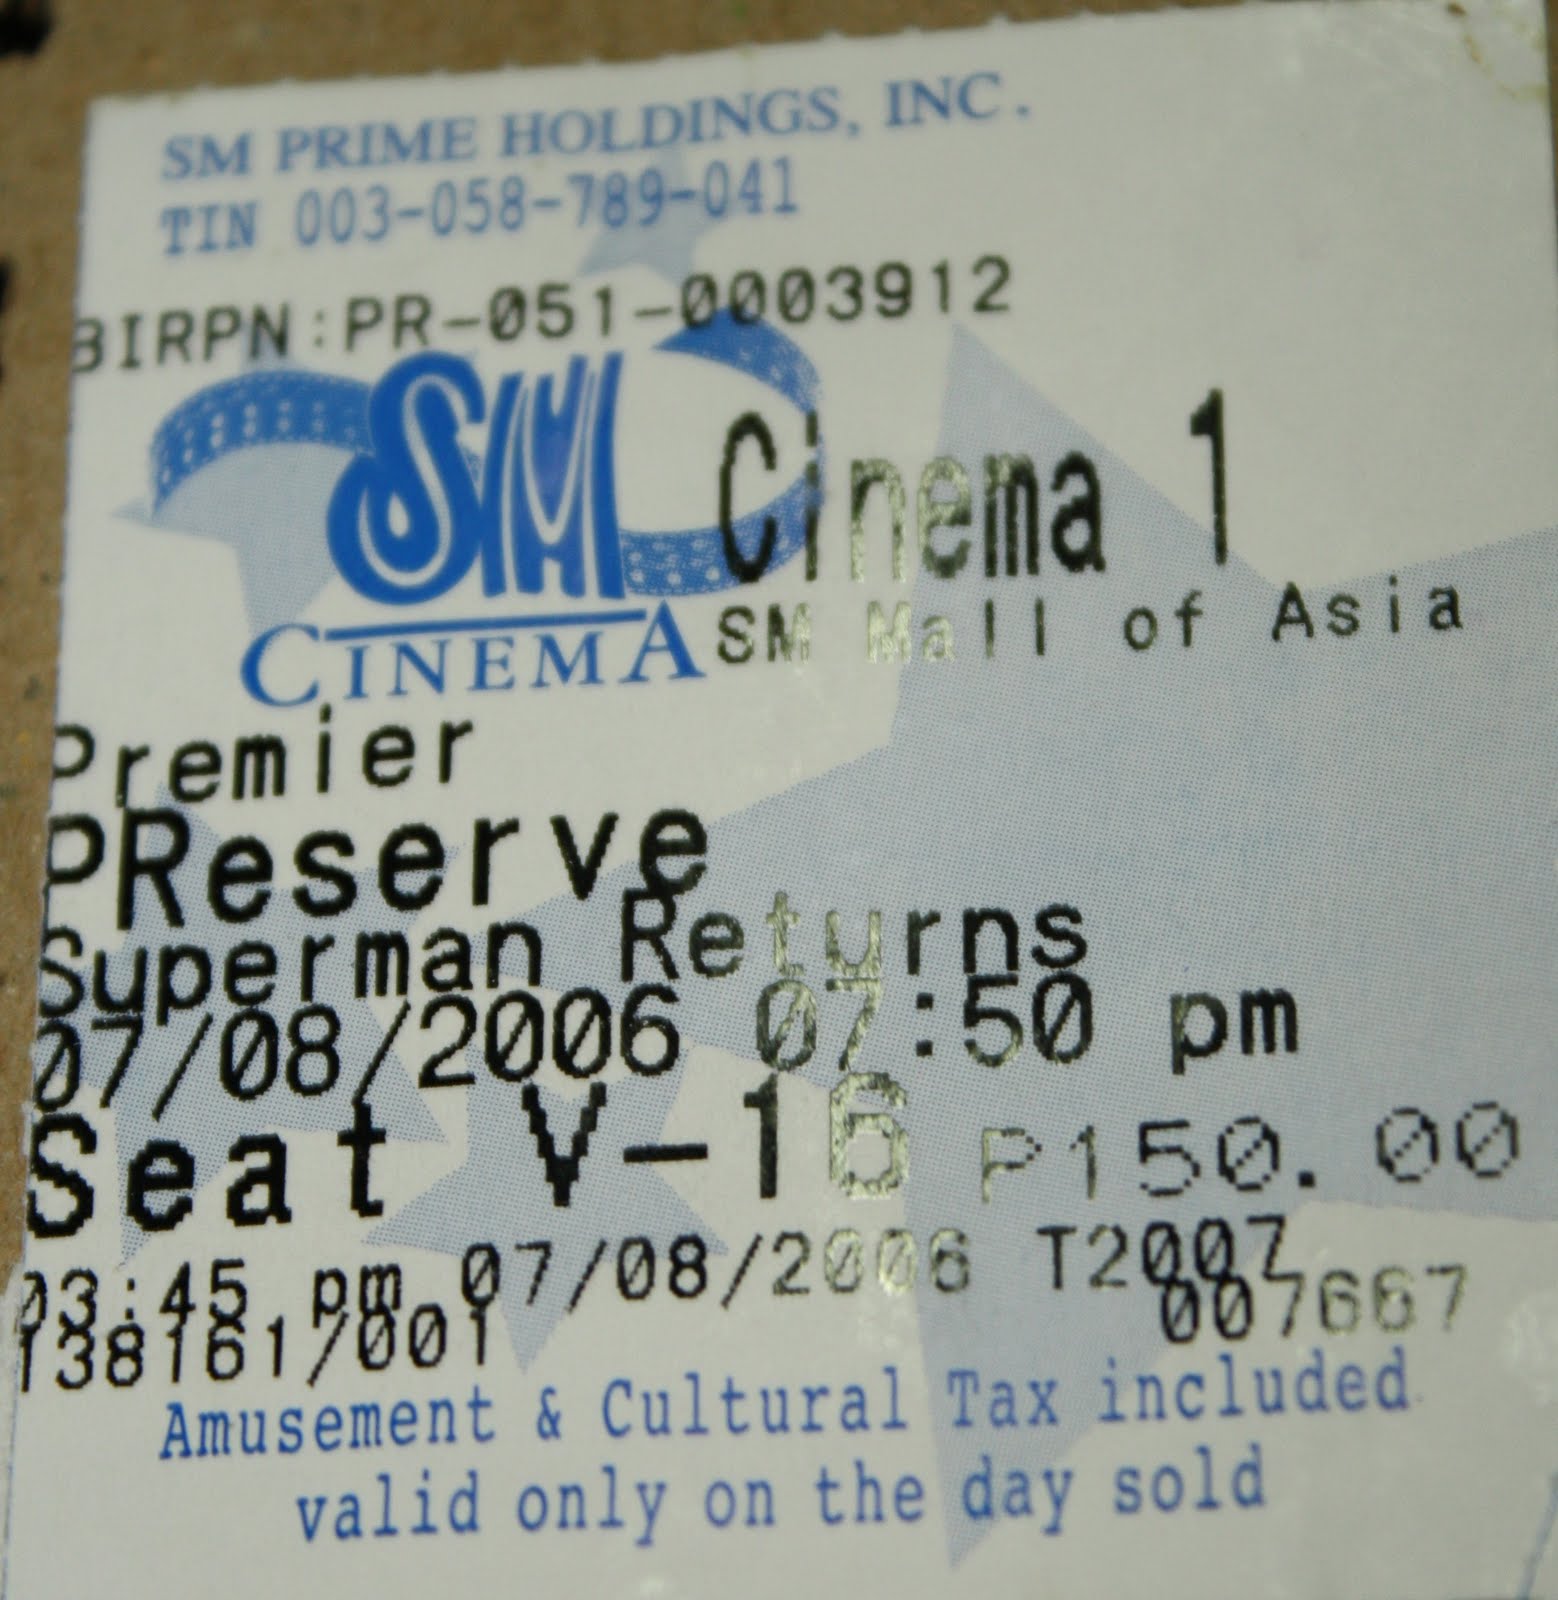 SM PRIME HOLDINGS, INC.
TIN 003-058-789-041
BIRPN:PR-051-0003912
SM CINEMA
Cinema 1
SM Mall of Asia
Premier
PReserve
Superman Returns
07/08/2006 07:50 pm
Seat V-16 P150.00
03:45 pm 07/08/2006 T2007
138161/001 007667
Amusement & Cultural Tax included
valid only on the day sold